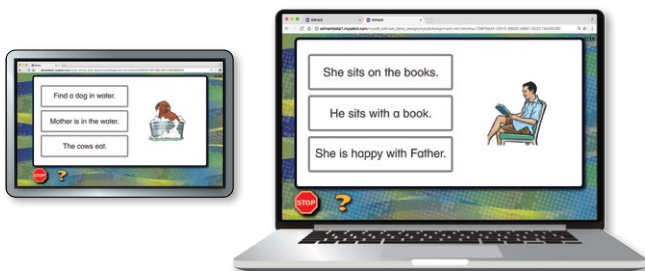 Find a dog in water.
Mother is in the water.
The cows eat.
STOP
?
She sits on the books.
He sits with a book.
She is happy with Father.
STOP
?